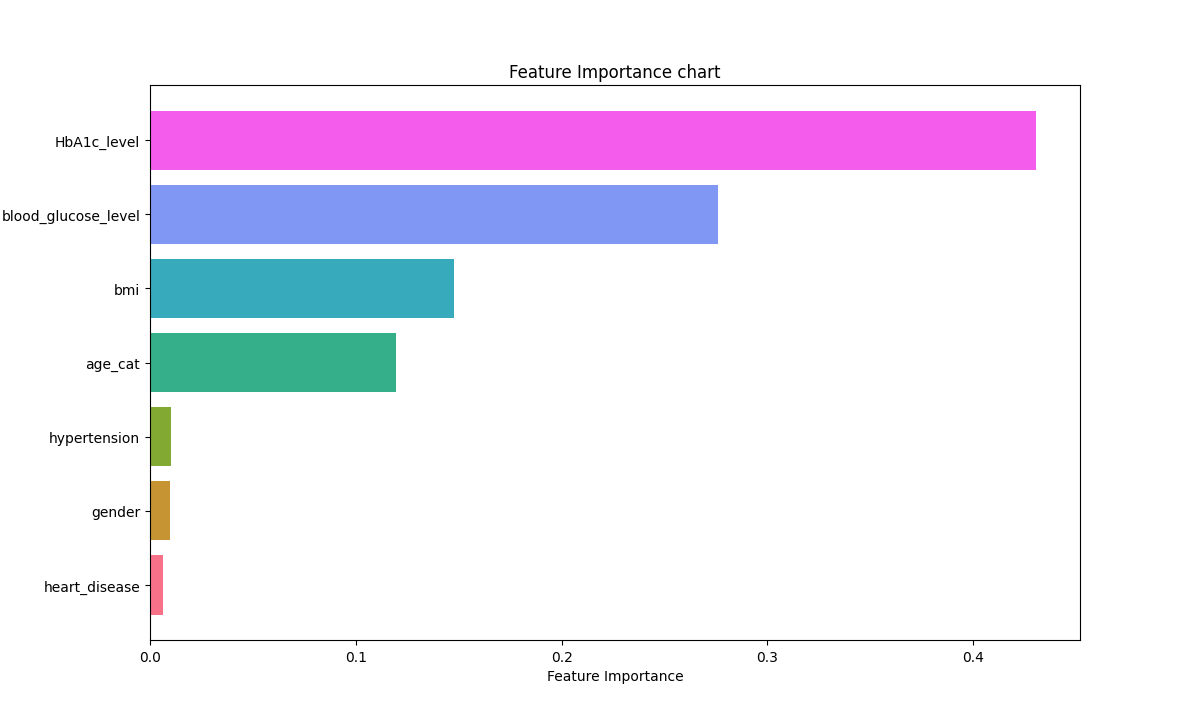 Feature Importance chart
HbA1c_level
blood_glucose_level
bmi
age_cat
hypertension
gender
heart_disease
0.0 0.1 0.2 0.3 0.4
Feature Importance